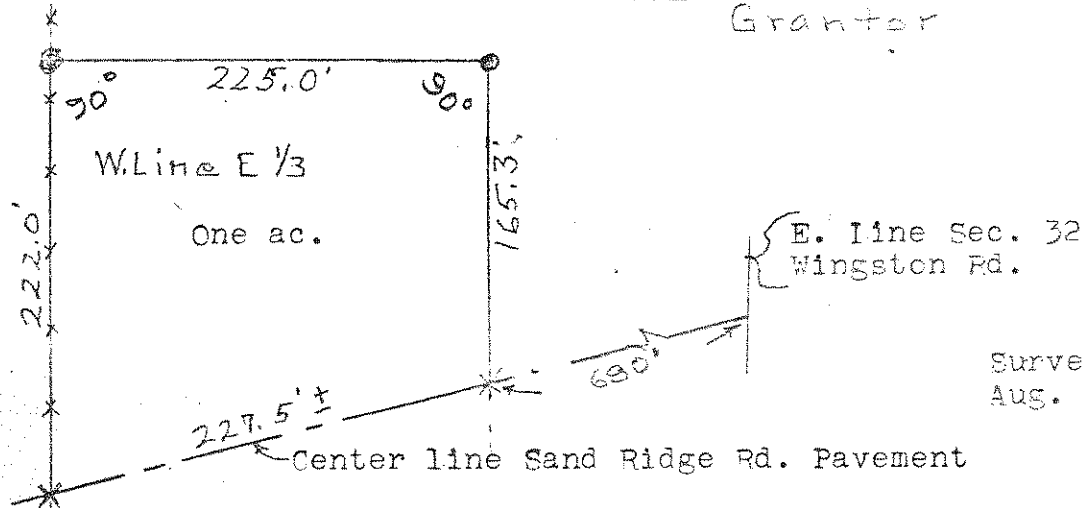 Grantor
225.0'
90°
90°
W.Line E 1/3
165.3'
222.0'
One ac.
E. Line Sec. 32
Wingston Rd.
680'
Surve
Aug.
227.5' ±
Center line Sand Ridge Rd. Pavement